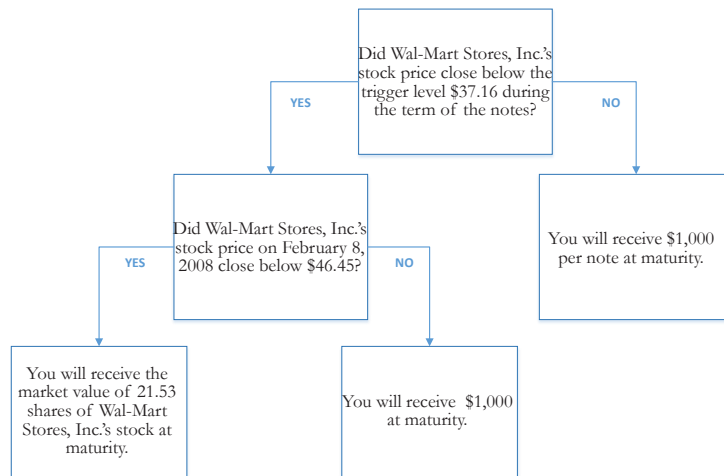 Did Wal-Mart Stores, Inc.'s
stock price close below the
trigger level $37.16 during
the term of the notes?
YES
NO
Did Wal-Mart Stores, Inc.'s
stock price on February 8,
2008 close below $46.45?
You will receive $1,000
per note at maturity.
YES
NO
You will receive the
market value of 21.53
shares of Wal-Mart
Stores, Inc.'s stock at
maturity.
You will receive $1,000
at maturity.